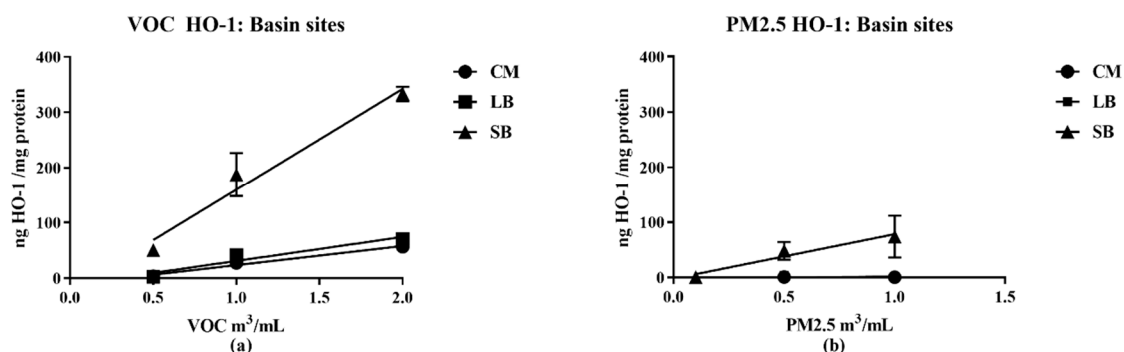 VOC HO-1: Basin sites
ng HO-1 /mg protein
400
300
200
100
0
0.0 0.5 1.0 1.5 2.0
VOC m³/mL
(a)
CM
LB
SB
PM2.5 HO-1: Basin sites
ng HO-1 /mg protein
400
300
200
100
0
0.0 0.5 1.0 1.5
PM2.5 m³/mL
(b)
CM
LB
SB